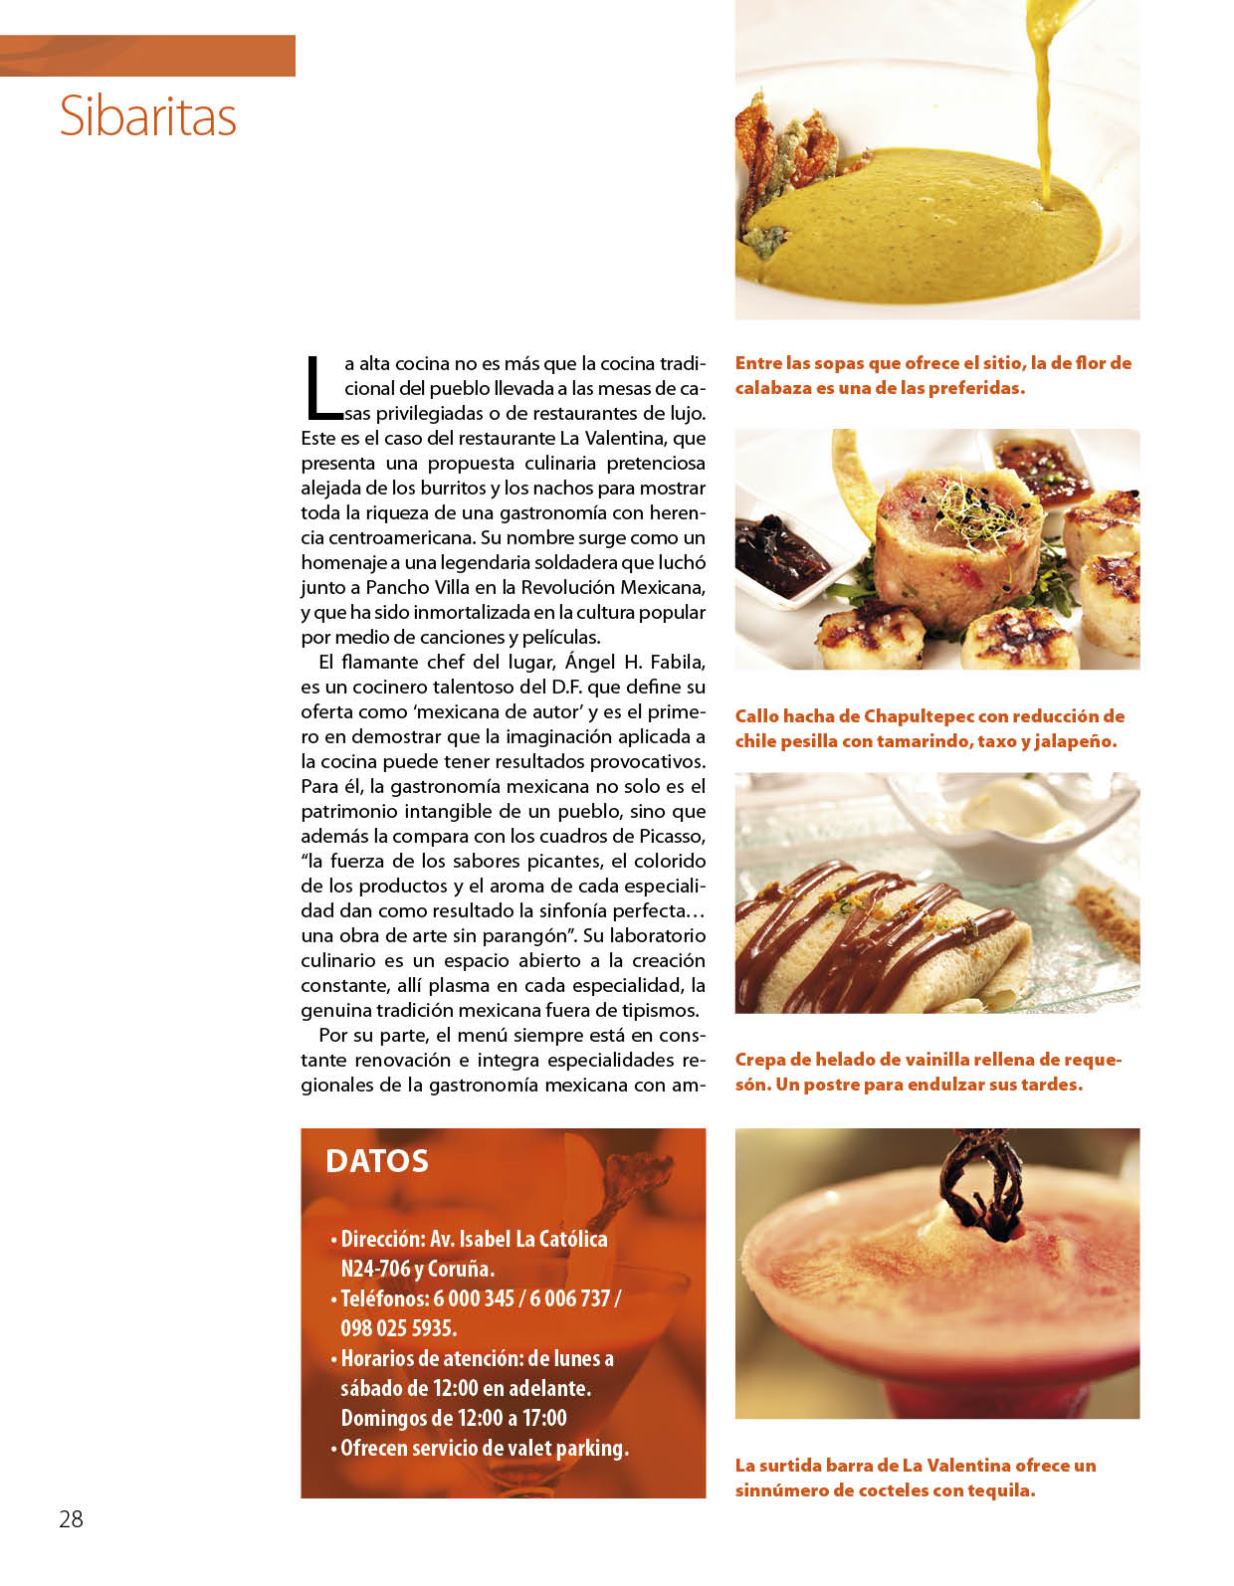 Sibaritas
La alta cocina no es más que la cocina tradi-
cional del pueblo llevada a las mesas de ca-
sas privilegiadas o de restaurantes de lujo.
Este es el caso del restaurante La Valentina, que
presenta una propuesta culinaria pretenciosa
alejada de los burritos y los nachos para mostrar
toda la riqueza de una gastronomía con heren-
cia centroamericana. Su nombre surge como un
homenaje a una legendaria soldadera que luchó
junto a Pancho Villa en la Revolución Mexicana,
y que ha sido inmortalizada en la cultura popular
por medio de canciones y películas.
El flamante chef del lugar, Ángel H. Fabila,
es un cocinero talentoso del D.F. que define su
oferta como ‘mexicana de autor’ y es el prime-
ro en demostrar que la imaginación aplicada a
la cocina puede tener resultados provocativos.
Para él, la gastronomía mexicana no solo es el
patrimonio intangible de un pueblo, sino que
además la compara con los cuadros de Picasso,
“la fuerza de los sabores picantes, el colorido
de los productos y el aroma de cada especiali-
dad dan como resultado la sinfonía perfecta…
una obra de arte sin parangón”. Su laboratorio
culinario es un espacio abierto a la creación
constante, allí plasma en cada especialidad, la
genuina tradición mexicana fuera de tipismos.
Por su parte, el menú siempre está en cons-
tante renovación e integra especialidades re-
gionales de la gastronomía mexicana con am-
DATOS
• Dirección: Av. Isabel La Católica
N24-706 y Coruña.
• Teléfonos: 6 000 345 / 6 006 737 /
098 025 5935.
• Horarios de atención: de lunes a
sábado de 12:00 en adelante.
Domingos de 12:00 a 17:00
• Ofrecen servicio de valet parking.
Entre las sopas que ofrece el sitio, la de flor de
calabaza es una de las preferidas.
Callo hacha de Chapultepec con reducción de
chile pesilla con tamarindo, taxo y jalapeño.
Crepa de helado de vainilla rellena de reque-
són. Un postre para endulzar sus tardes.
La surtida barra de La Valentina ofrece un
sinnúmero de cocteles con tequila.
28